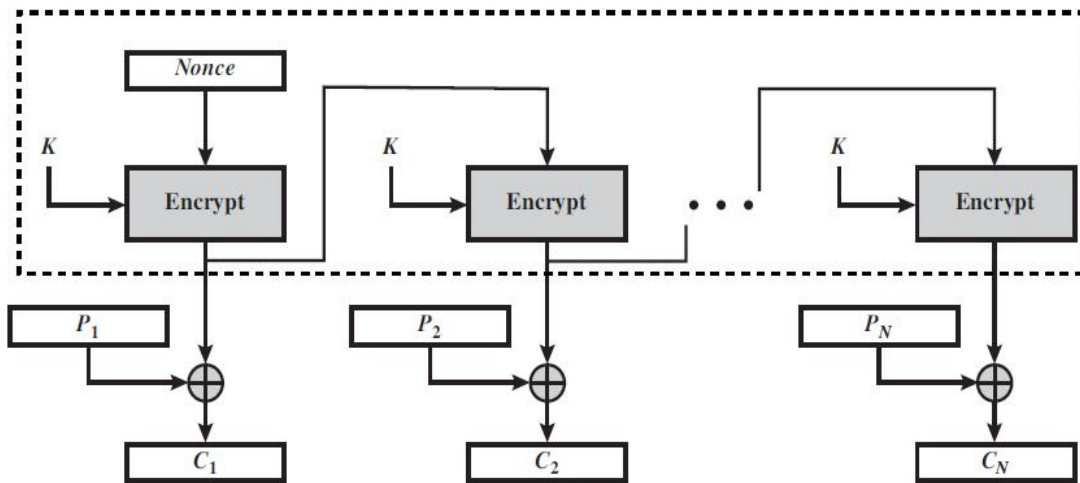 Nonce
K K K
Encrypt Encrypt Encrypt
P1 P2 PN
C1 C2 CN